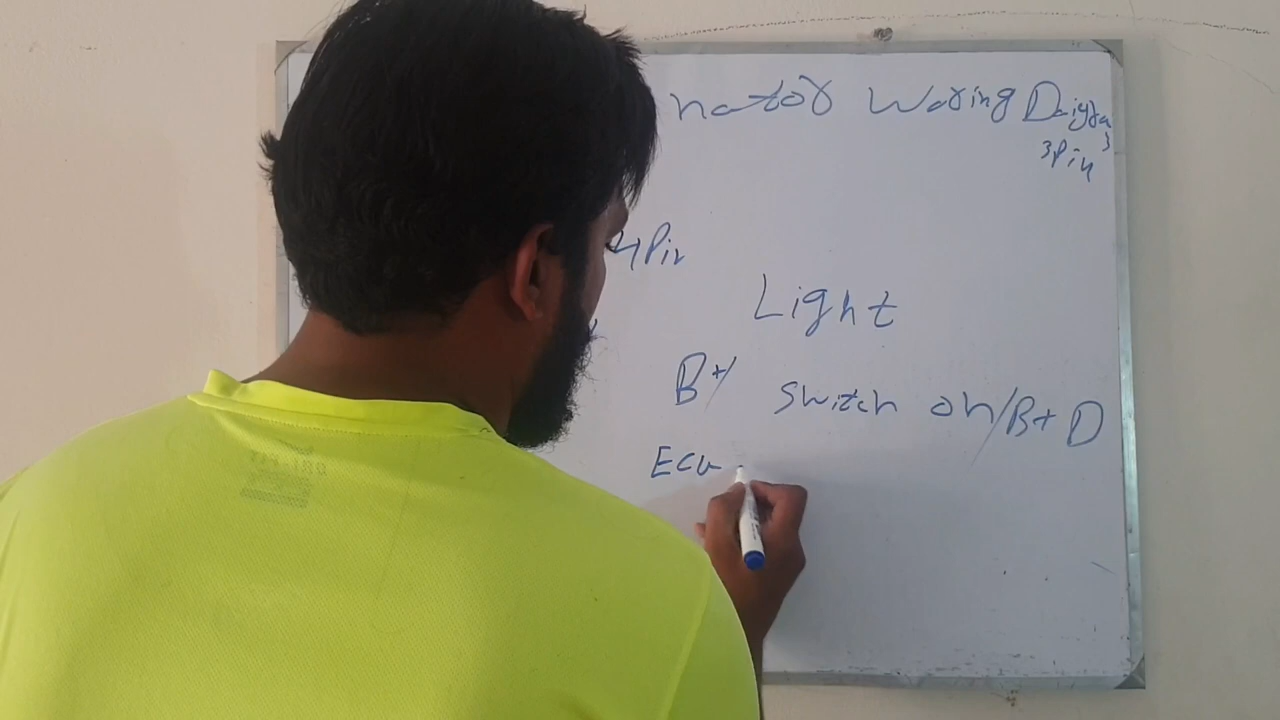 nator Waring Daigra
3Pin
4Pin
Light
B+/ Switch on/B+ D
Ecu